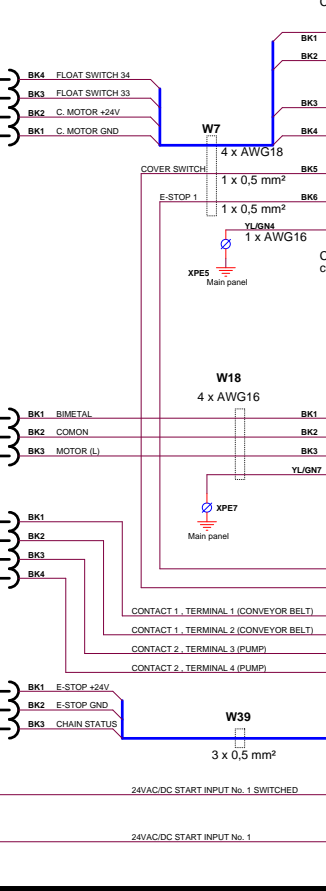 BK1
BK2
BK4 FLOAT SWITCH 34
BK3 FLOAT SWITCH 33
BK3
BK2 C. MOTOR +24V
BK1 C. MOTOR GND
W7
BK4
4 x AWG18
COVER SWITCH
BK5
1 x 0,5 mm²
E-STOP 1
BK6
1 x 0,5 mm²
YL/GN4
1 x AWG16
XPE5
Main panel
W18
4 x AWG16
BK1 BIMETAL
BK1
BK2 COMON
BK2
BK3 MOTOR (L)
BK3
YL/GN7
XPE7
Main panel
BK1
BK2
BK3
BK4
CONTACT 1 , TERMINAL 1 (CONVEYOR BELT)
CONTACT 1 , TERMINAL 2 (CONVEYOR BELT)
CONTACT 2 , TERMINAL 3 (PUMP)
CONTACT 2 , TERMINAL 4 (PUMP)
BK1 E-STOP +24V
BK2 E-STOP GND
BK3 CHAIN STATUS
W39
3 x 0,5 mm²
24VAC/DC START INPUT No. 1 SWITCHED
24VAC/DC START INPUT No. 1